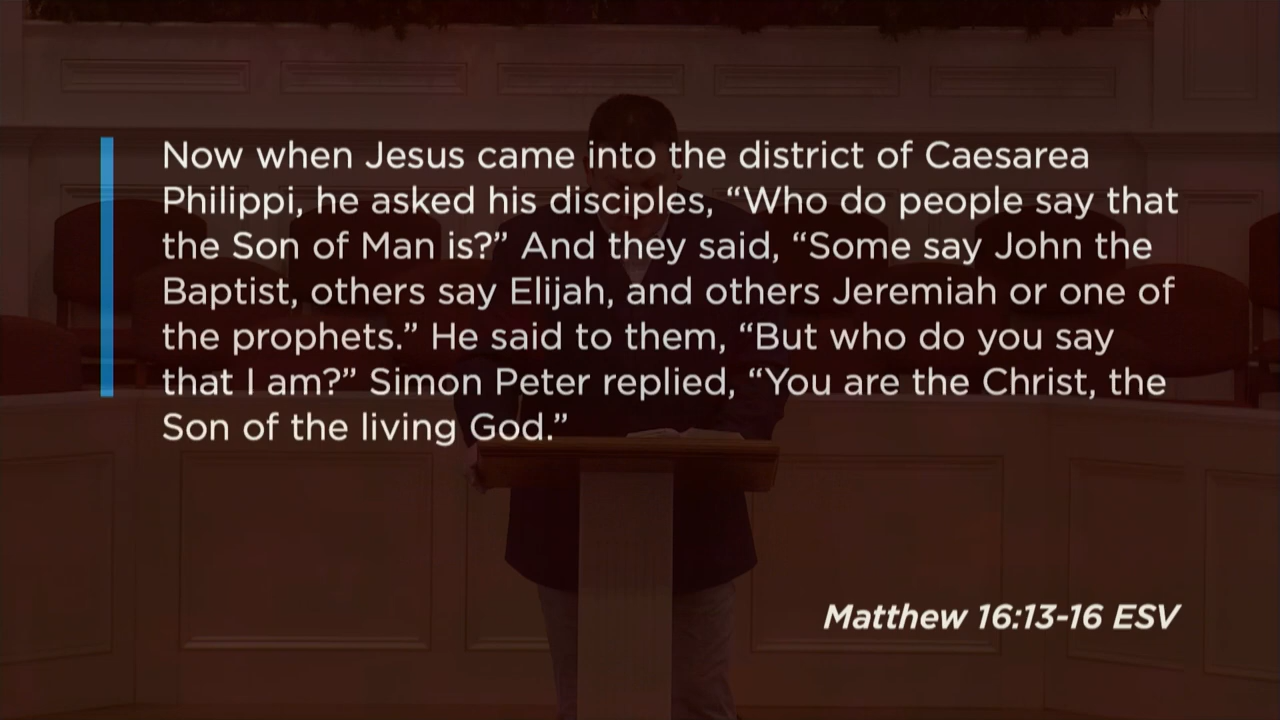 Now when Jesus came into the district of Caesarea
Philippi, he asked his disciples, “Who do people say that
the Son of Man is?” And they said, “Some say John the
Baptist, others say Elijah, and others Jeremiah or one of
the prophets.” He said to them, “But who do you say
that I am?” Simon Peter replied, “You are the Christ, the
Son of the living God.”
Matthew 16:13-16 ESV